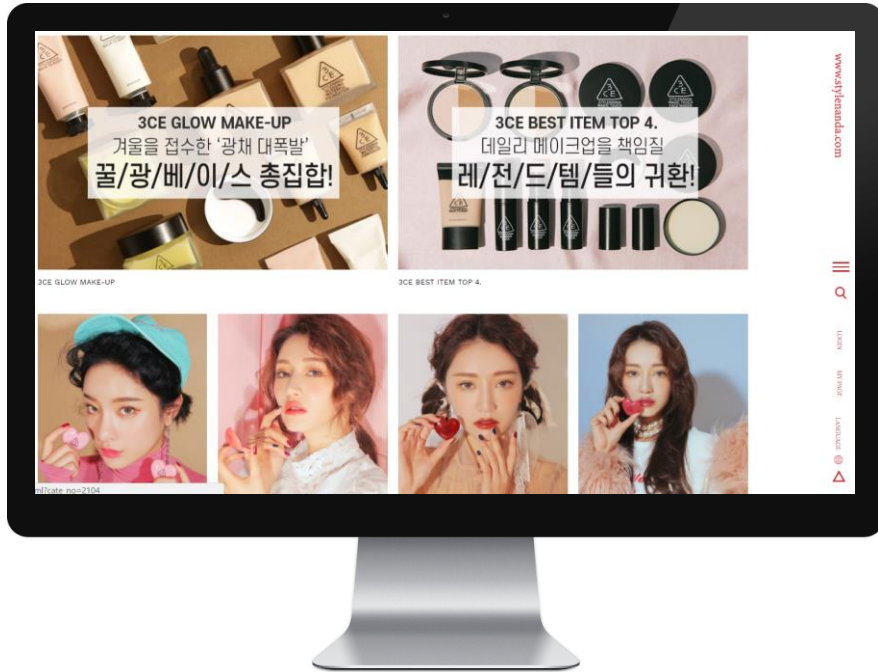 3CE GLOW MAKE-UP
겨울을 접수한 '광채 대폭발'
꿀/광/베/이/스 총집합!
3CE GLOW MAKE-UP
3CE BEST ITEM TOP 4.
데일리 메이크업을 책임질
레/전/드/템/들의 귀환!
3CE BEST ITEM TOP 4.
www.stylenanda.com
LOGIN
MY PAGE
LANGUAGE
ml?cate_no=2104